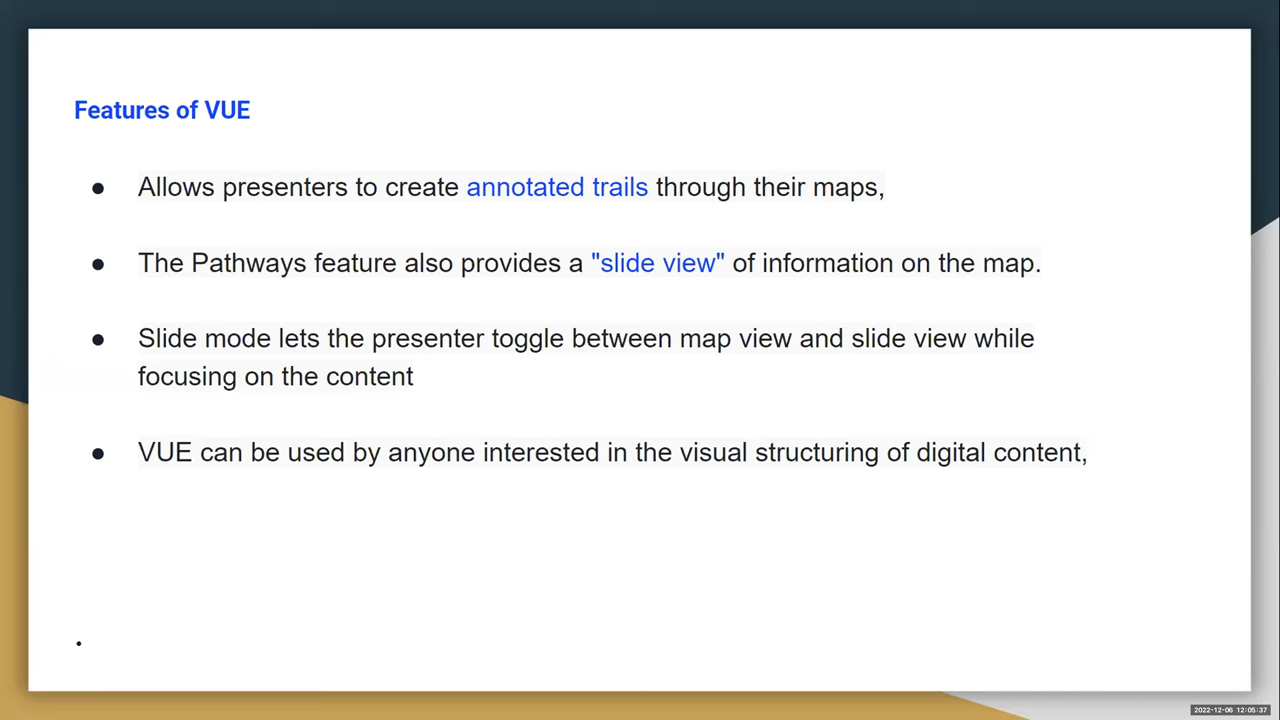 Features of VUE
● Allows presenters to create annotated trails through their maps,
● The Pathways feature also provides a "slide view" of information on the map.
● Slide mode lets the presenter toggle between map view and slide view while
focusing on the content
● VUE can be used by anyone interested in the visual structuring of digital content,
.
2022-12-06 12:05:37